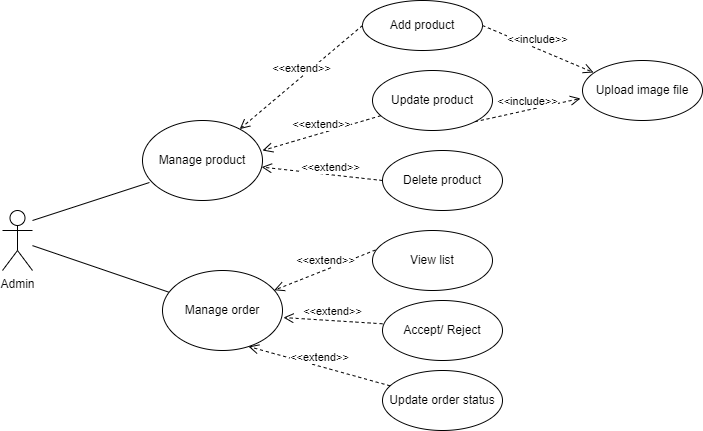 Add product
<<include>>
<<extend>>
Update product
Upload image file
<<include>>
<<extend>>
Manage product
<<extend>>
Delete product
Admin
<<extend>>
View list
Manage order
<<extend>>
Accept/ Reject
<<extend>>
Update order status